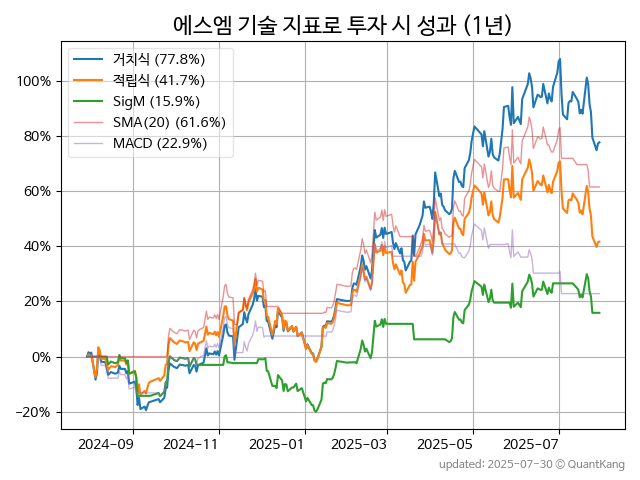 에스엠 기술 지표로 투자 시 성과 (1년)
거치식 (77.8%)
적립식 (41.7%)
SigM (15.9%)
SMA(20) (61.6%)
MACD (22.9%)
100%
80%
60%
40%
20%
0%
−20%
2024-09
2024-11
2025-01
2025-03
2025-05
2025-07
updated: 2025-07-30 © QuantKang